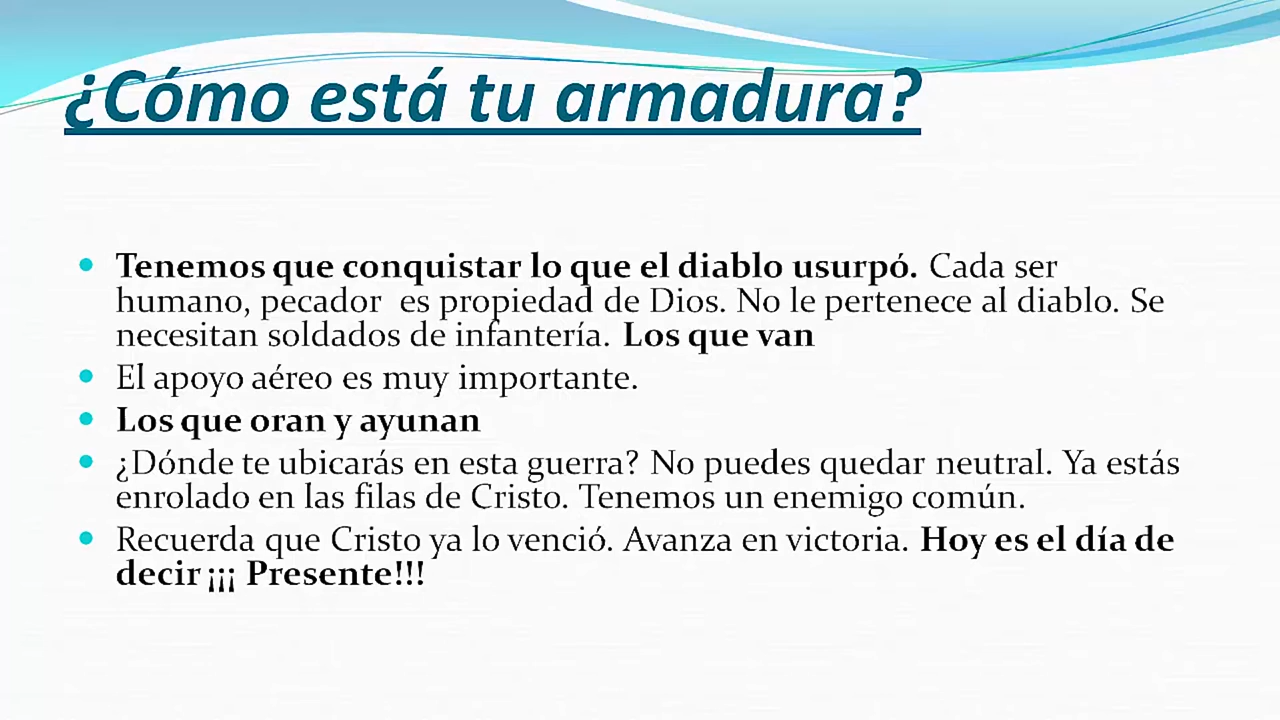 ¿Cómo está tu armadura?
Tenemos que conquistar lo que el diablo usurpó. Cada ser
humano, pecador  es propiedad de Dios. No le pertenece al diablo. Se
necesitan soldados de infantería. Los que van
El apoyo aéreo es muy importante.
Los que oran y ayunan
¿Dónde te ubicarás en esta guerra? No puedes quedar neutral. Ya estás
enrolado en las filas de Cristo. Tenemos un enemigo común.
Recuerda que Cristo ya lo venció. Avanza en victoria. Hoy es el día de
decir ¡¡¡ Presente!!!